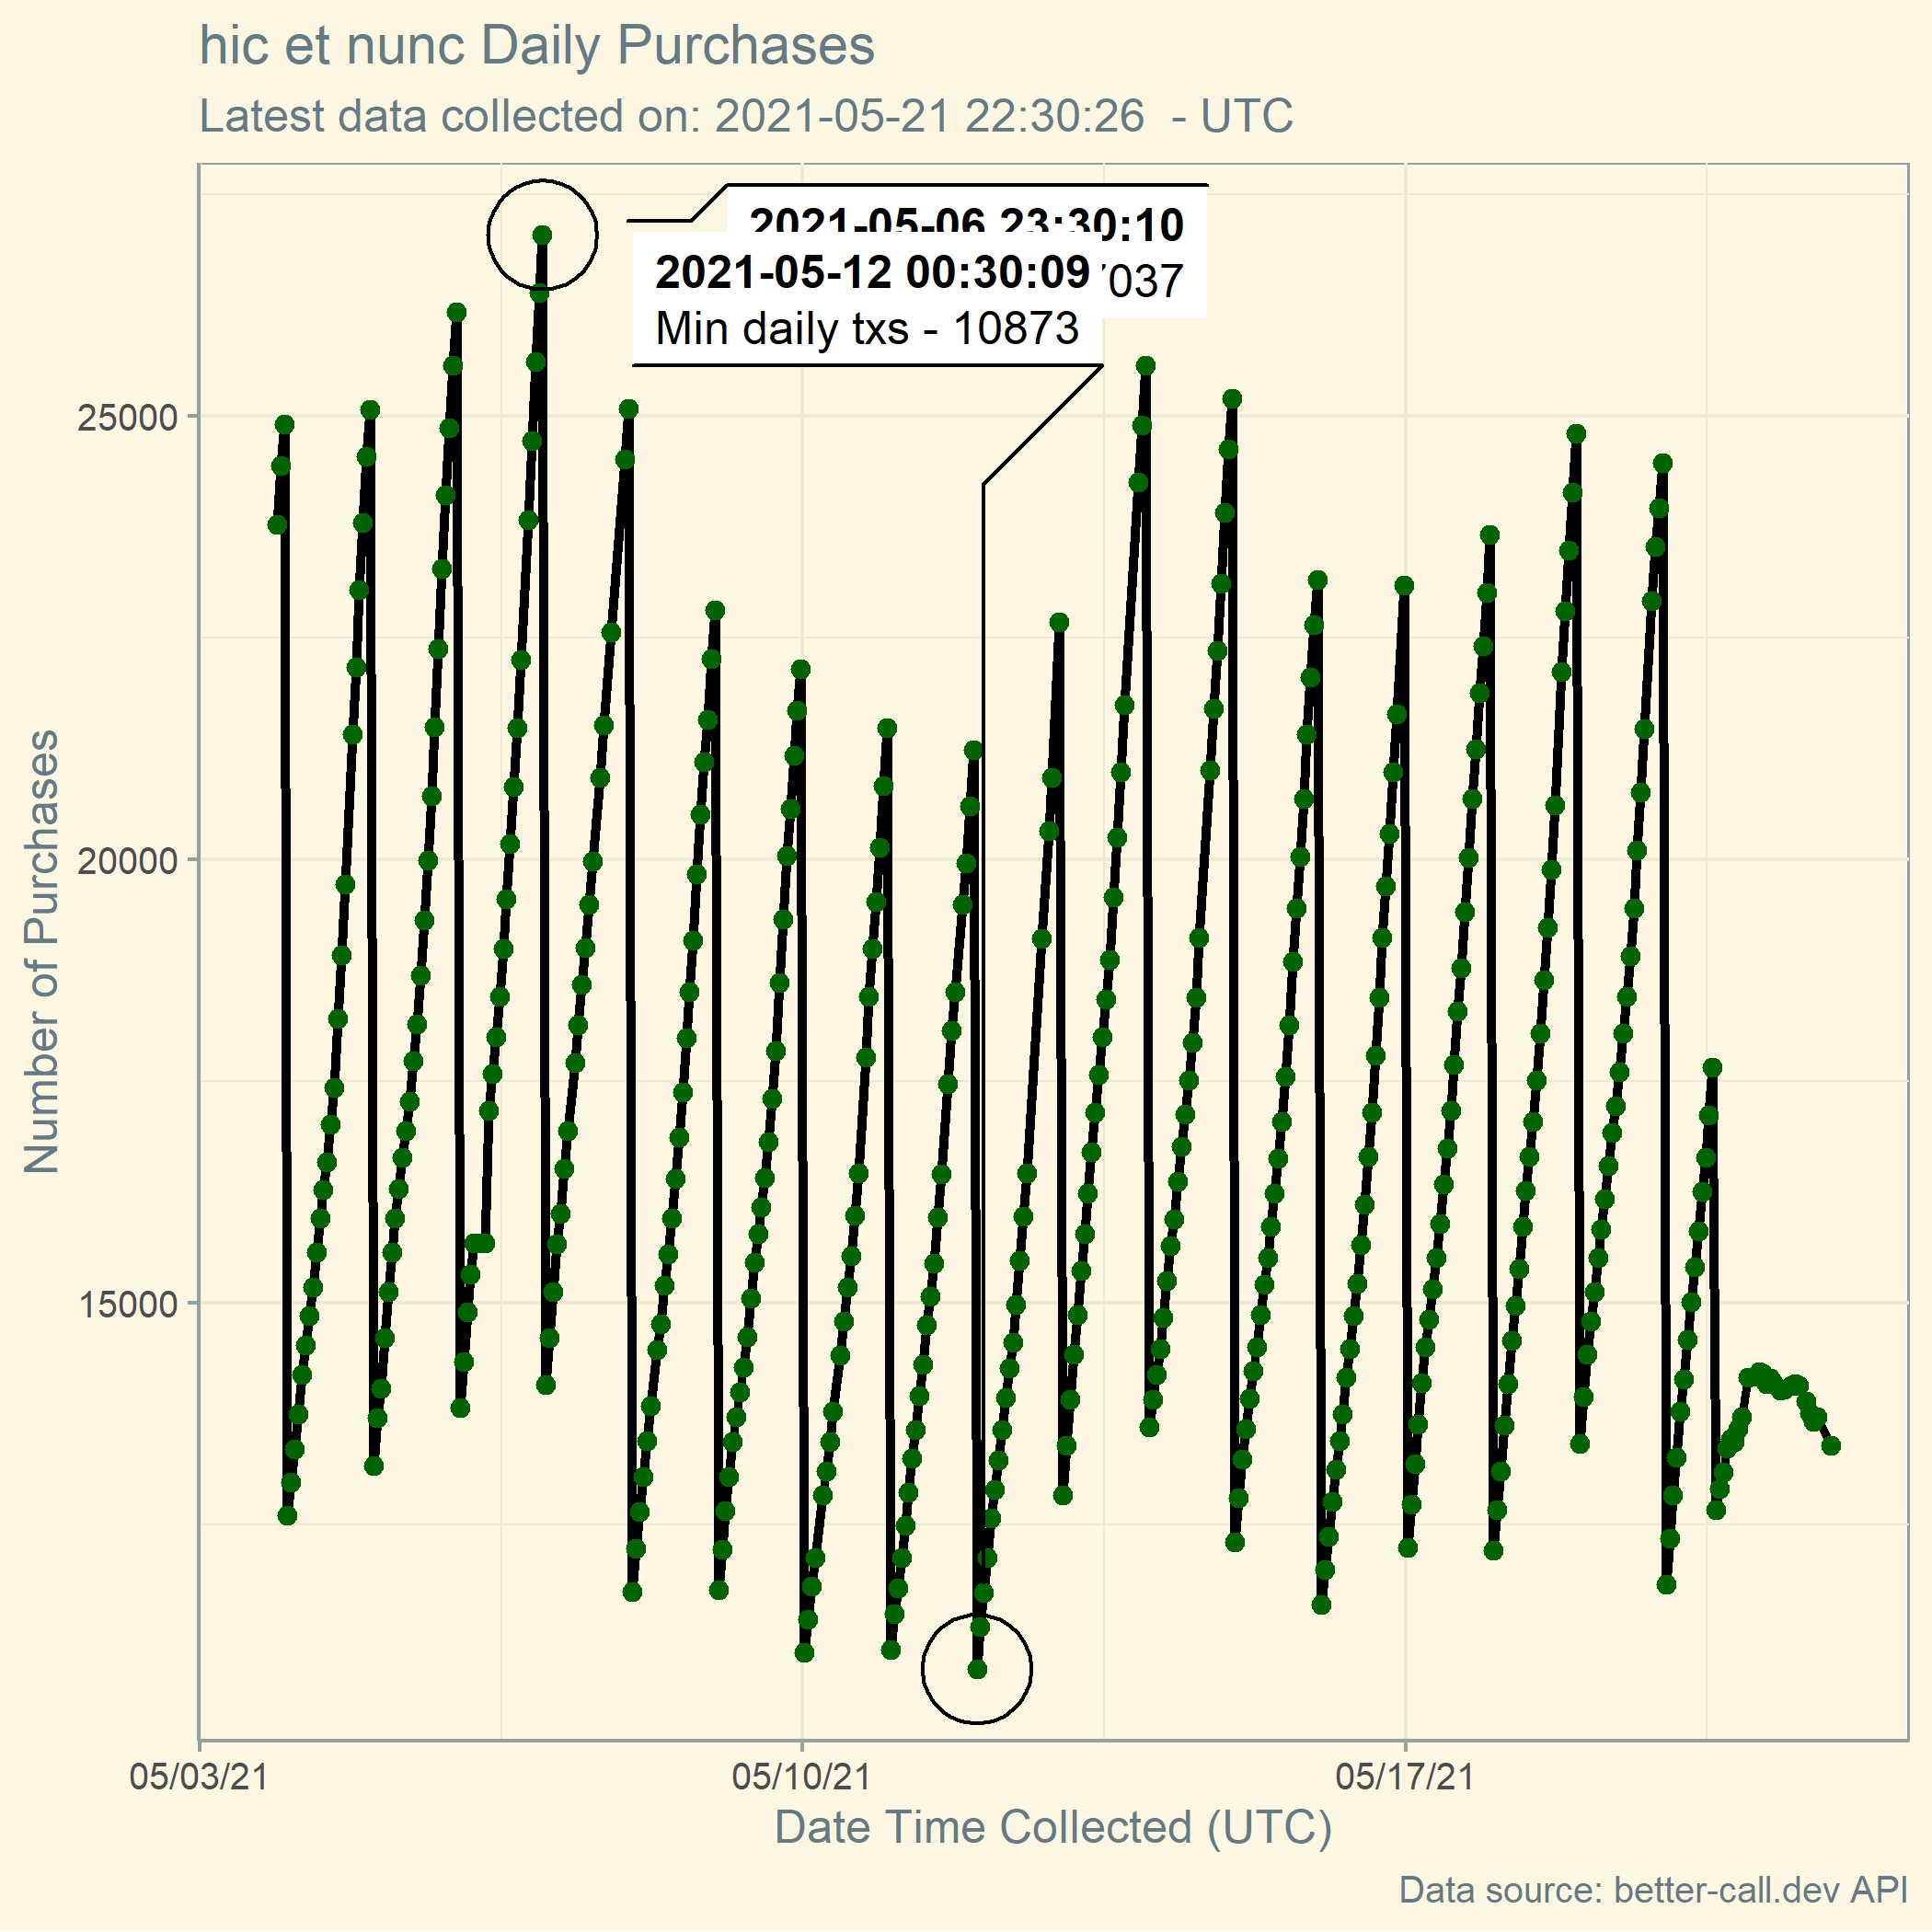 hic et nunc Daily Purchases
Latest data collected on: 2021-05-21 22:30:26 - UTC
2021-05-06 23:30:10
037
2021-05-12 00:30:09
Min daily txs - 10873
25000
20000
15000
Number of Purchases
05/03/21
05/10/21
05/17/21
Date Time Collected (UTC)
Data source: better-call.dev API